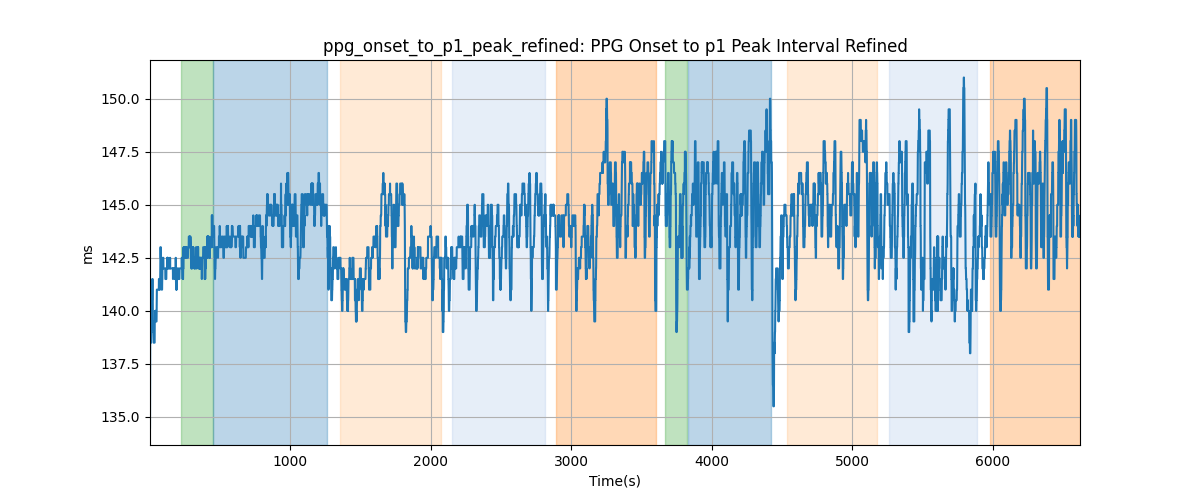 ppg_onset_to_p1_peak_refined: PPG Onset to p1 Peak Interval Refined
150.0
147.5
145.0
142.5
140.0
137.5
135.0
ms
1000 2000 3000 4000 5000 6000
Time(s)